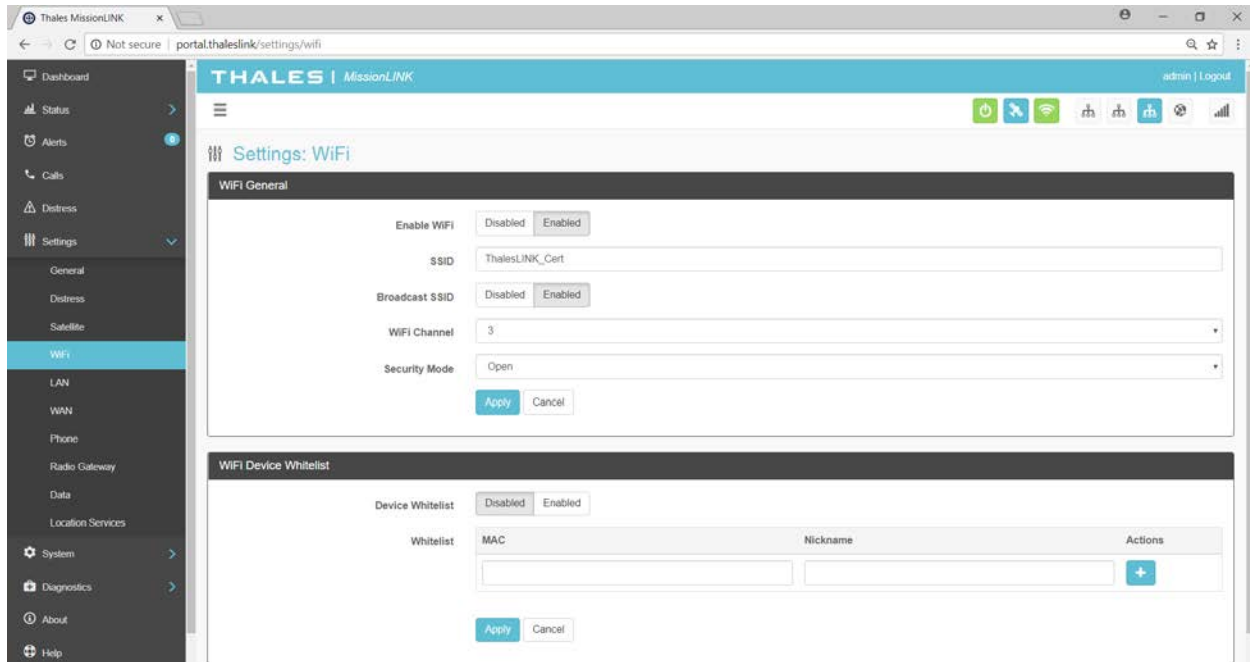 Thales MissionLINK
Not secure | portal.thaleslink/settings/wifi
Dashboard
Status
Alerts 0
Calls
Distress
Settings
General
Distress
Satellite
WiFi
LAN
WAN
Phone
Radio Gateway
Data
Location Services
System
Diagnostics
About
Help
THALES | MissionLINK
admin | Logout
Settings: WiFi
WiFi General
Enable WiFi Disabled Enabled
SSID ThalesLINK_Cert
Broadcast SSID Disabled Enabled
WiFi Channel 3
Security Mode Open
Apply Cancel
WiFi Device Whitelist
Device Whitelist Disabled Enabled
Whitelist MAC Nickname Actions
Apply Cancel